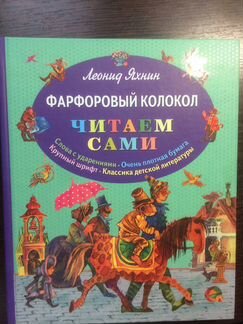 Леонид Яхнин
ФАРФОРОВЫЙ КОЛОКОЛ
ЧИТАЕМ
САМИ
Слова с ударениями • Очень плотная бумага
Крупный шрифт • Классика детской литературы